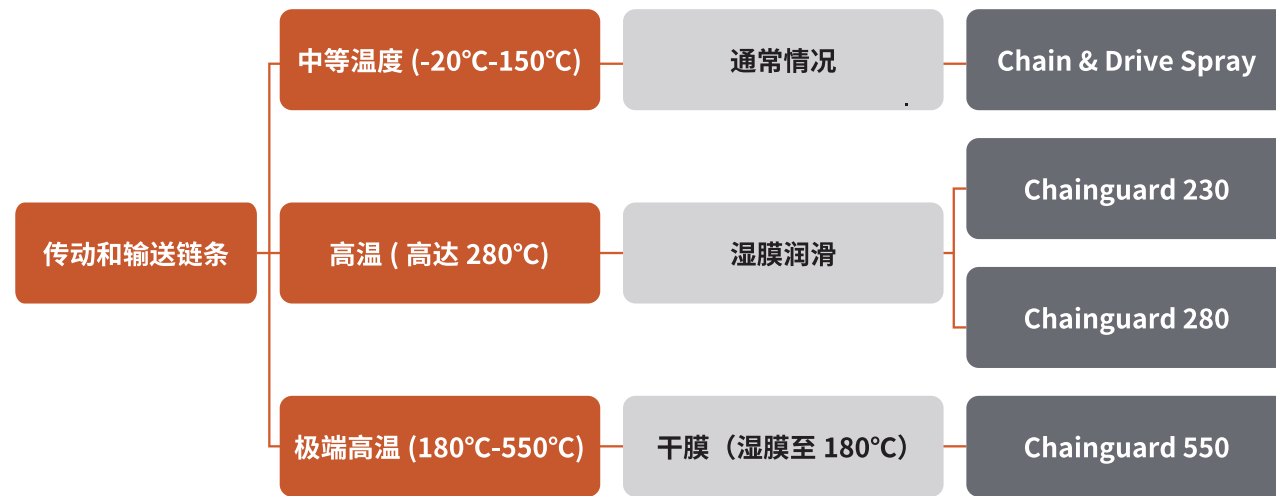 中等温度 (-20°C-150°C)
通常情况
Chain & Drive Spray
Chainguard 230
传动和输送链条
高温 ( 高达 280°C)
湿膜润滑
Chainguard 280
极端高温 (180°C-550°C)
干膜（湿膜至 180°C）
Chainguard 550